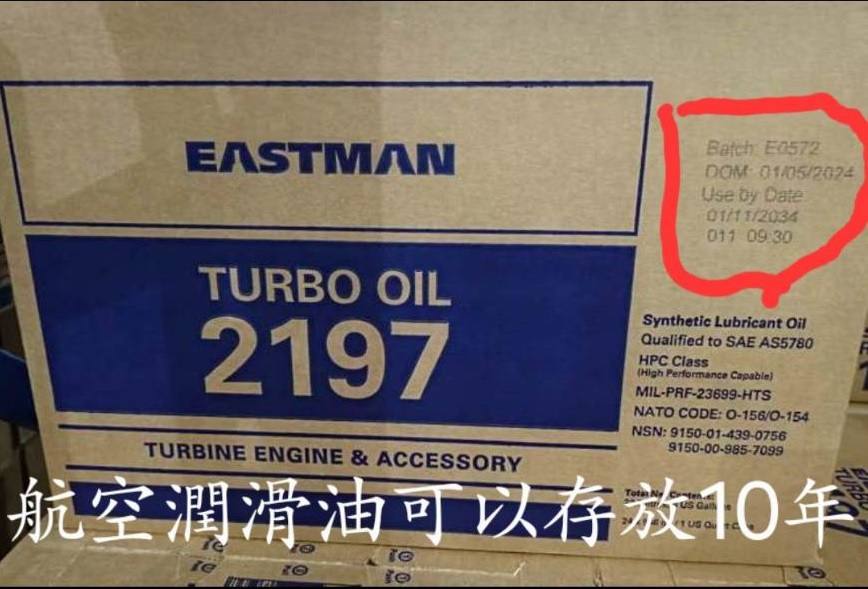 EASTMAN
TURBO OIL
2197
TURBINE ENGINE & ACCESSORY
Batch: E0572
DOM: 01/05/2024
Use by Date
01/11/2034
011 09:30
Synthetic Lubricant Oil
Qualified to SAE AS5780
HPC Class
(High Performance Capable)
MIL-PRF-23699-HTS
NATO CODE: O-156/O-154
NSN: 9150-01-439-0756
9150-00-985-7099
航空潤滑油可以存放10年